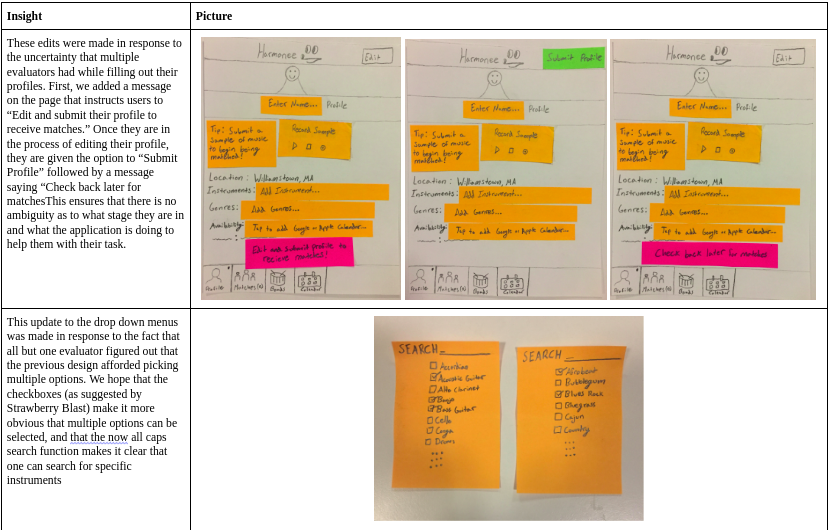 Insight
Picture
These edits were made in response to
the uncertainty that multiple
evaluators had while filling out their
profiles. First, we added a message
on the page that instructs users to
“Edit and submit their profile to
receive matches.” Once they are in
the process of editing their profile,
they are given the option to “Submit
Profile” followed by a message
saying “Check back later for
matchesThis ensures that there is no
ambiguity as to what stage they are in
and what the application is doing to
help them with their task.
Harmonee
Edit
Enter Name... Profile
Tip: Submit a
sample of music
to begin being
matched!
Record Sample
Location: Williamstown, MA
Instruments: Add Instrument...
Genres: Add Genres...
Availability: Tap to add Google or Apple Calendar...
Edit and submit profile to
recieve matches!
Profile
Matches
Bands
Calendar
Harmonee
Submit Profile
Enter Name... Profile
Tip: Submit a
sample of music
to begin being
matched!
Record Sample
Location: Williamstown, MA
Instruments: Add Instrument...
Genres: Add Genres...
Availability: Tap to add Google or Apple Calendar...
Profile
Matches
Bands
Calendar
Harmonee
Edit
Enter Name... Profile
Tip: Submit a
sample of music
to begin being
matched!
Record Sample
Location: Williamstown, MA
Instruments: Add Instrument...
Genres: Add Genres...
Availability: Tap to add Google or Apple Calendar...
Check back later for matches
Profile
Matches
Bands
Calendar
This update to the drop down menus
was made in response to the fact that
all but one evaluator figured out that
the previous design afforded picking
multiple options. We hope that the
checkboxes (as suggested by
Strawberry Blast) make it more
obvious that multiple options can be
selected, and that the now all caps
search function makes it clear that
one can search for specific
instruments
SEARCH
Accordion
Acoustic Guitar
Alto Clarinet
Banjo
Bass Guitar
Cello
Conga
Drums
SEARCH
Afrobeat
Bubblegum
Blues Rock
Bluegrass
Cajun
Country